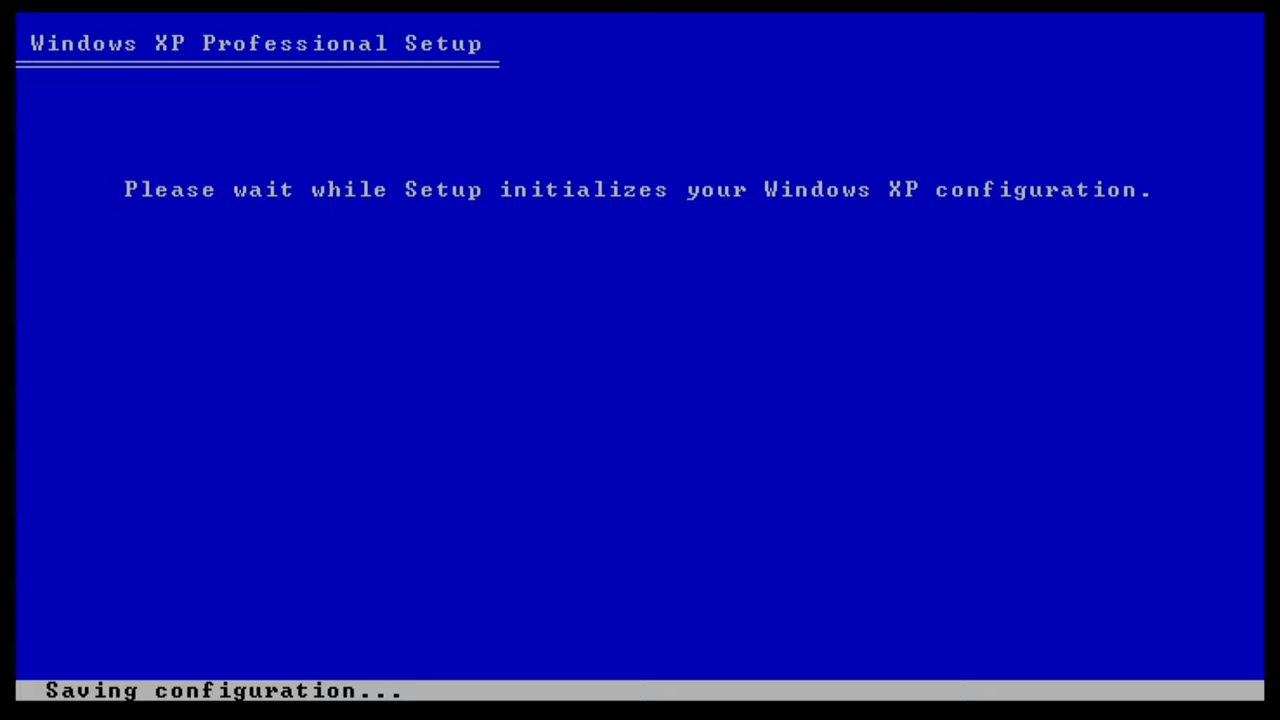 Windows XP Professional Setup
Please wait while Setup initializes your Windows XP configuration.
Saving configuration...